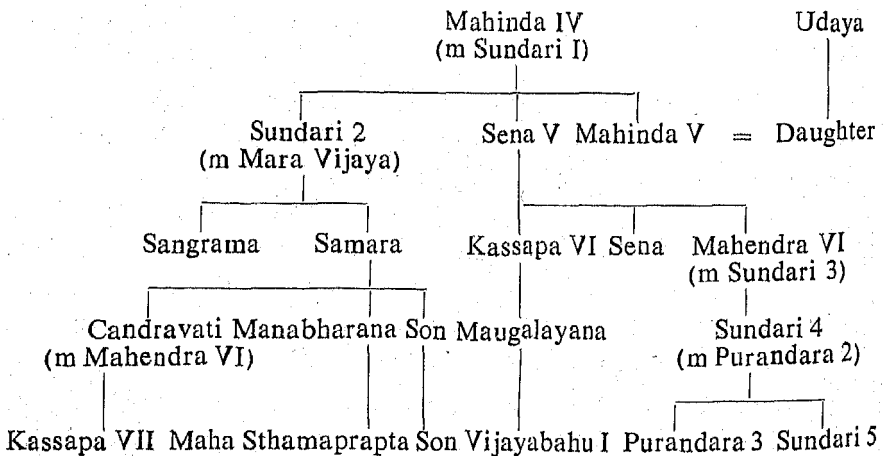 Mahinda IV Udaya
(m Sundari I)
Sundari 2 Sena V Mahinda V = Daughter
(m Mara Vijaya)
Sangrama Samara Kassapa VI Sena Mahendra VI
(m Sundari 3)
Candravati Manabharana Son Maugalayana Sundari 4
(m Mahendra VI) (m Purandara 2)
Kassapa VII Maha Sthamaprapta Son Vijayabahu I Purandara 3 Sundari 5